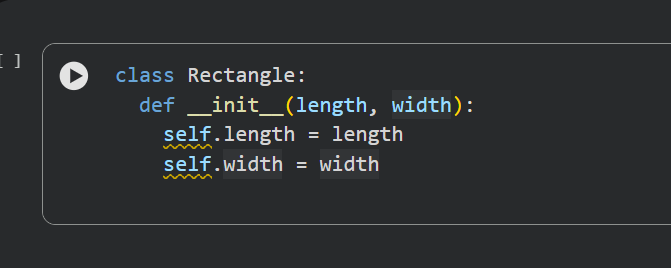 [ ]
class Rectangle:
  def __init__(length, width):
    self.length = length
    self.width = width